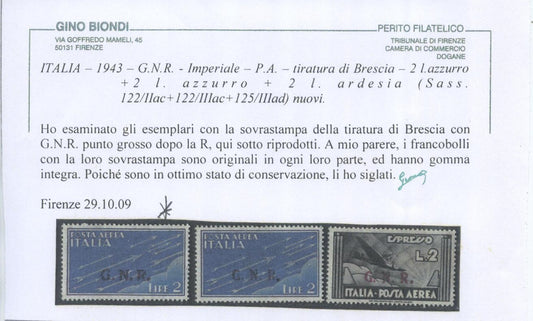 GINO BIONDI
VIA GOFFREDO MAMELI, 45
50131 FIRENZE
PERITO FILATELICO
TRIBUNALE DI FIRENZE
CAMERA DI COMMERCIO
DOGANE
ITALIA – 1943 – G.N.R. - Imperiale – P.A. – tiratura di Brescia – 2 l.azzurro
+ 2 l. azzurro + 2 l. ardesia (Sass.
122/IIac+122/IIIac+125/IIIad) nuovi.
Ho esaminato gli esemplari con la sovrastampa della tiratura di Brescia con
G.N.R. punto grosso dopo la R, qui sotto riprodotti. A mio parere, i francobolli
con la loro sovrastampa sono originali in ogni loro parte, ed hanno gomma
integra. Poiché sono in ottimo stato di conservazione, li ho siglati.
Firenze 29.10.09
POSTA AEREA
ITALIANA
G.N.R.
LIRE 2
POSTA AEREA
ITALIANA
G.N.R.
LIRE 2
ESPRESSO
L.2
G.N.R.
ITALIA-POSTA AEREA